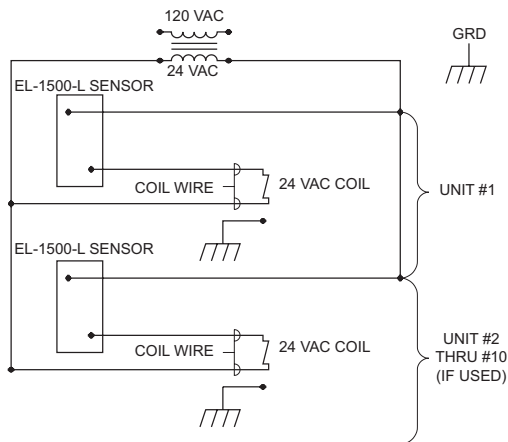 120 VAC
24 VAC
GRD
EL-1500-L SENSOR
COIL WIRE
24 VAC COIL
UNIT #1
EL-1500-L SENSOR
COIL WIRE
24 VAC COIL
UNIT #2
THRU #10
(IF USED)